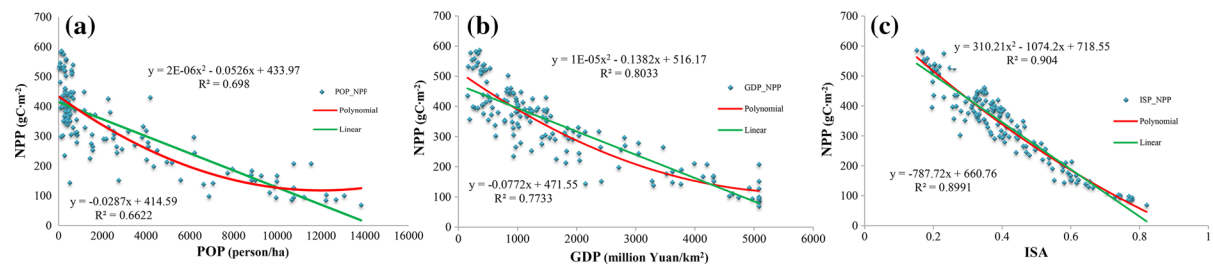 (a)
700
600
500
400
300
200
100
0
NPP (gC·m⁻²)
y = 2E-06x² - 0.0526x + 433.97
R² = 0.698
POP_NPP
Polynomial
Linear
-0.0287x + 414.59
R² = 0.6622
0 2000 4000 6000 8000 10000 12000 14000 16000
POP (person/ha)
(b)
700
600
500
400
300
200
100
0
NPP (gC·m⁻²)
y = 1E-05x² - 0.1382x + 516.17
R² = 0.8033
GDP_NPP
Polynomial
Linear
-0.0772x + 471.55
R² = 0.7733
0 1000 2000 3000 4000 5000 6000
GDP (million Yuan/km²)
(c)
700
600
500
400
300
200
100
0
NPP (gC·m⁻²)
y = 310.21x² - 1074.2x + 718.55
R² = 0.904
ISP_NPP
Polynomial
Linear
y = -787.72x + 660.76
R² = 0.8991
0 0.2 0.4 0.6 0.8 1
ISA